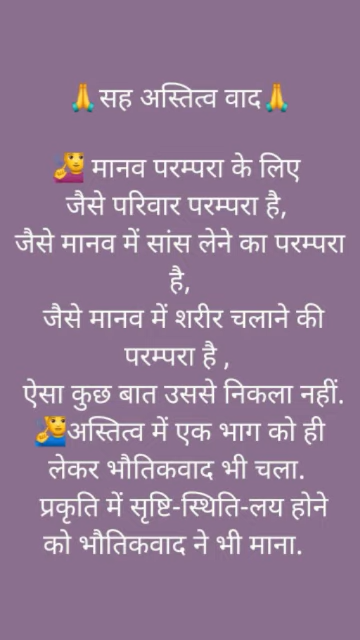 🙏सह अस्तित्व वाद🙏
🙋 मानव परम्परा के लिए
जैसे परिवार परम्परा है,
जैसे मानव में सांस लेने का परम्परा
है,
जैसे मानव में शरीर चलाने की
परम्परा है ,
ऐसा कुछ बात उससे निकला नहीं.
🙋अस्तित्व में एक भाग को ही
लेकर भौतिकवाद भी चला.
प्रकृति में सृष्टि-स्थिति-लय होने
को भौतिकवाद ने भी माना.